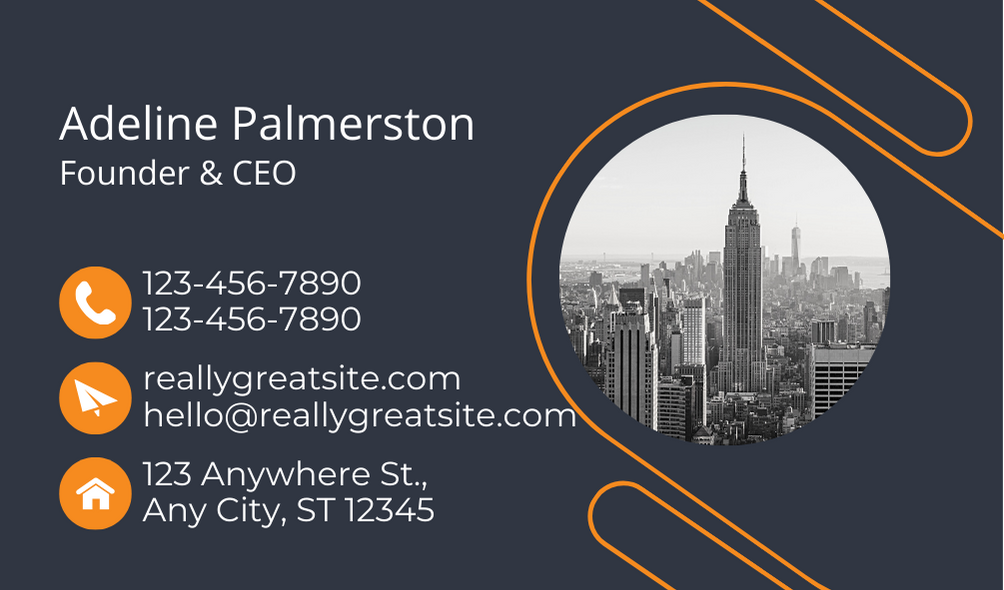 Adeline Palmerston
Founder & CEO
123-456-7890
123-456-7890
reallygreatsite.com
hello@reallygreatsite.com
123 Anywhere St.,
Any City, ST 12345